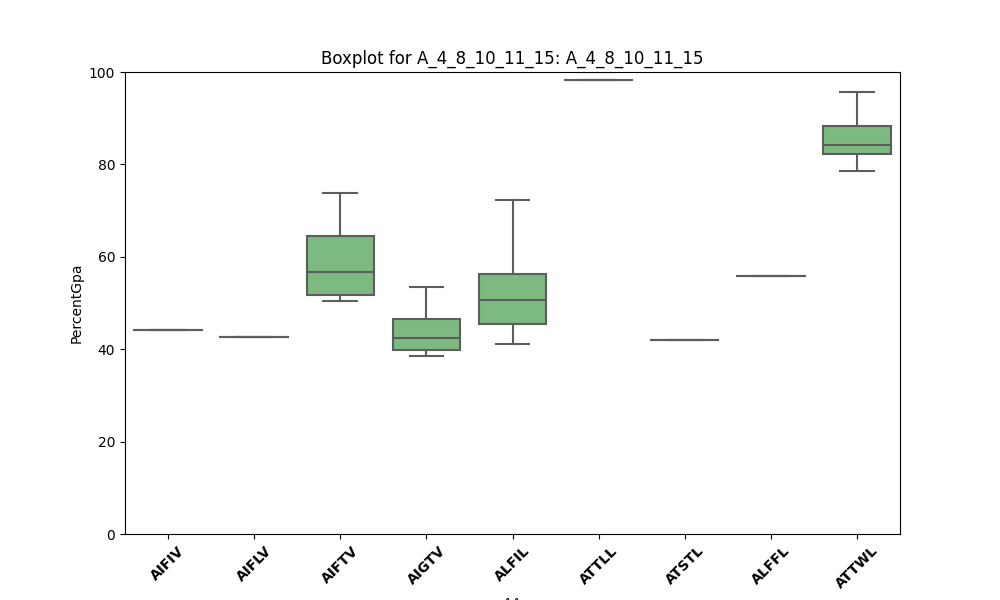 Boxplot for A_4_8_10_11_15: A_4_8_10_11_15
100
80
60
40
20
0
PercentGpa
AIFIV
AIFLV
AIFTV
AIGTV
ALFIL
ATTLL
ATSTL
ALFFL
ATTWL